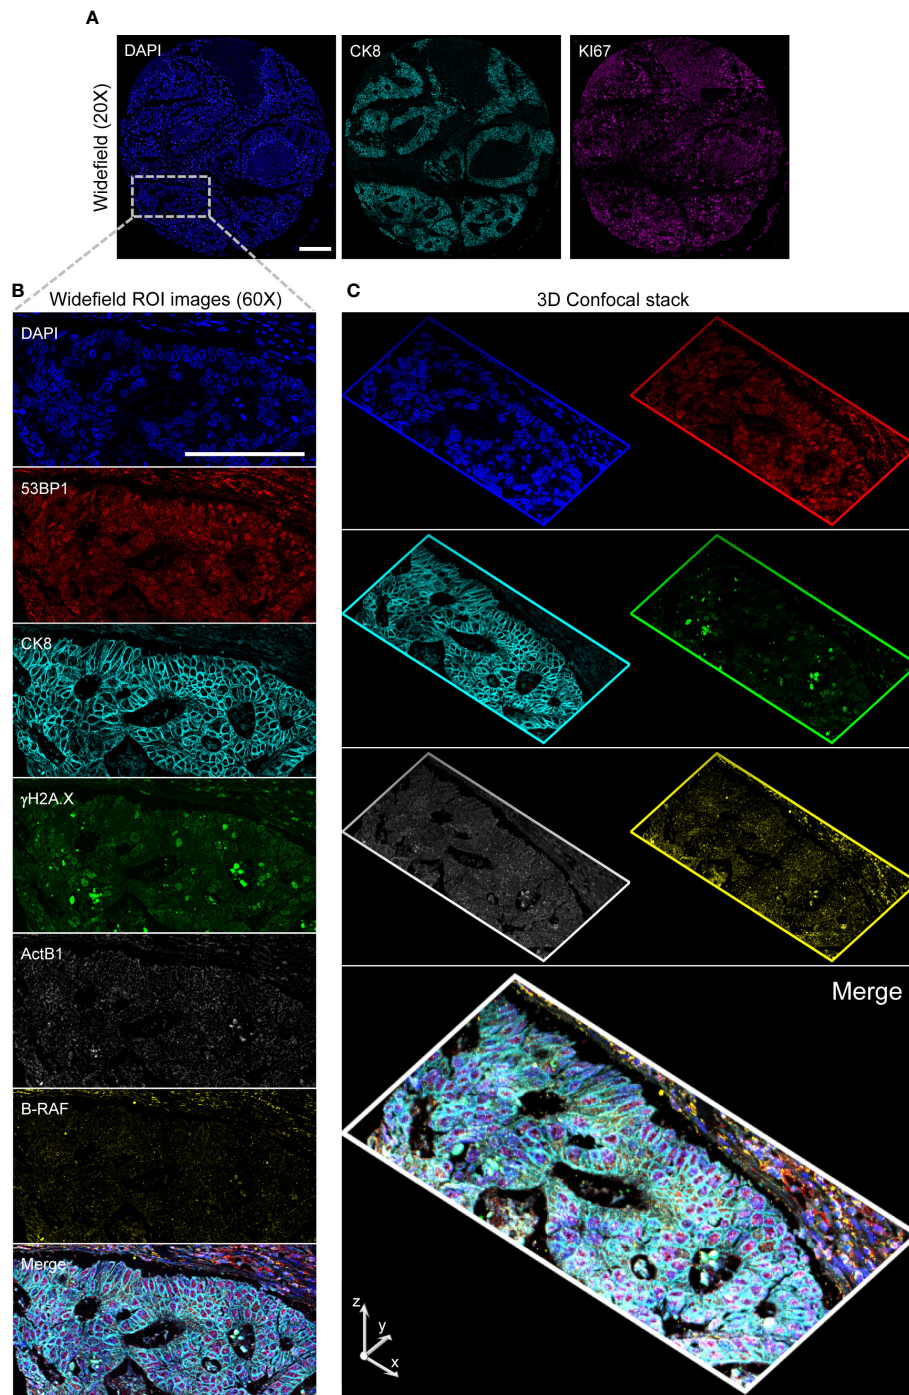 A
Widefield (20X)
DAPI
CK8
KI67
B
Widefield ROI images (60X)
DAPI
53BP1
CK8
γH2A.X
ActB1
B-RAF
Merge
C
3D Confocal stack
Merge
z
y
x